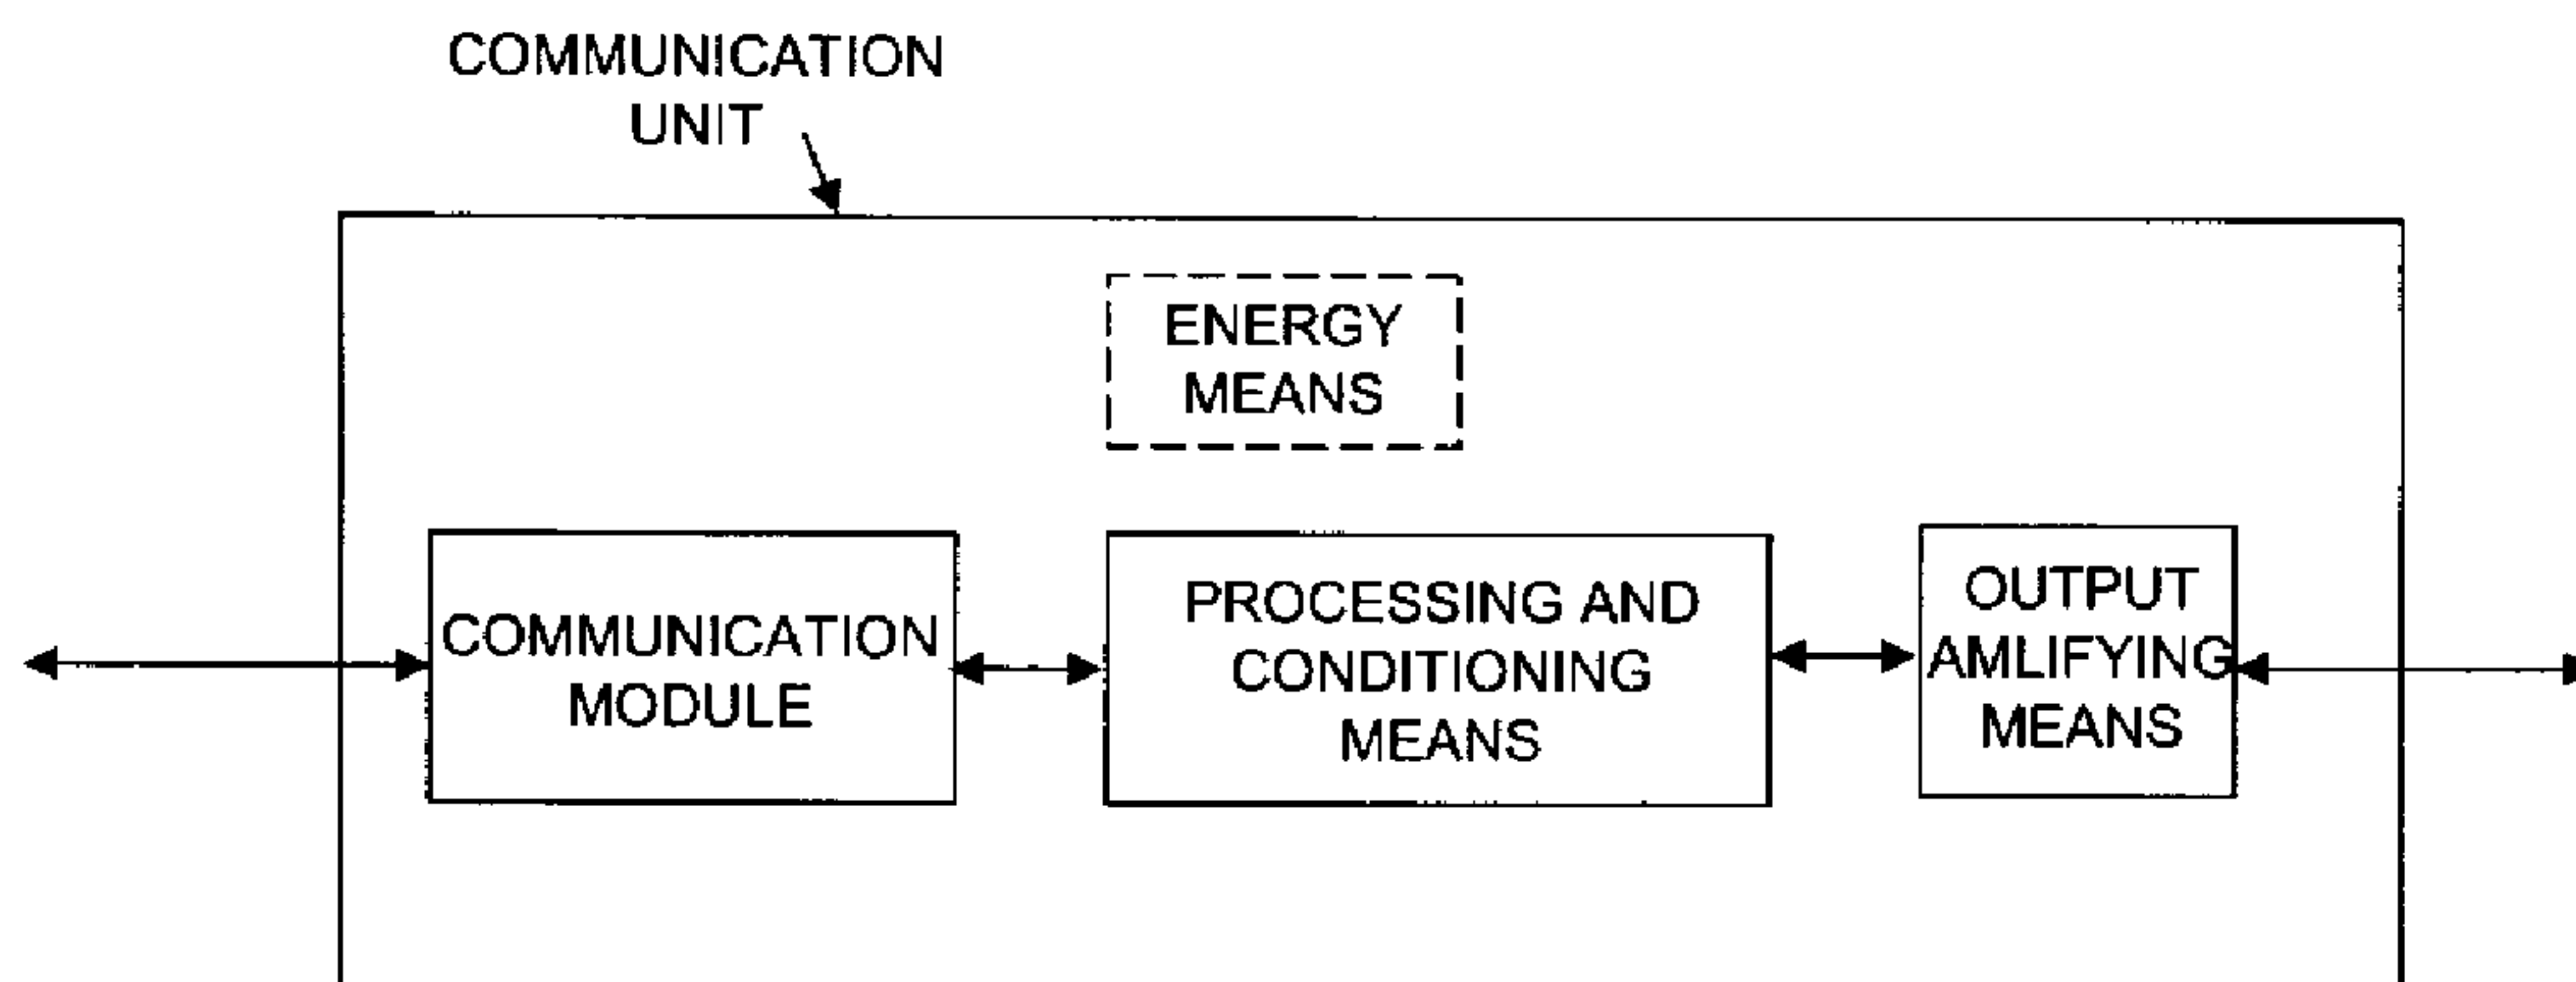 COMMUNICATION
UNIT
ENERGY
MEANS
COMMUNICATION
MODULE
PROCESSING AND
CONDITIONING
MEANS
OUTPUT
AMLIFYING
MEANS